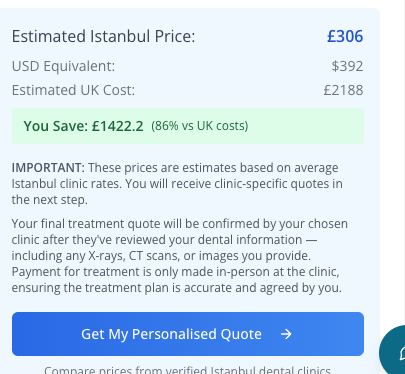 Estimated Istanbul Price: £306
USD Equivalent: $392
Estimated UK Cost: £2188
You Save: £1422.2 (86% vs UK costs)
IMPORTANT: These prices are estimates based on average
Istanbul clinic rates. You will receive clinic-specific quotes in
the next step.
Your final treatment quote will be confirmed by your chosen
clinic after they've reviewed your dental information —
including any X-rays, CT scans, or images you provide.
Payment for treatment is only made in-person at the clinic,
ensuring the treatment plan is accurate and agreed by you.
Get My Personalised Quote →
Compare prices from verified Istanbul dental clinics